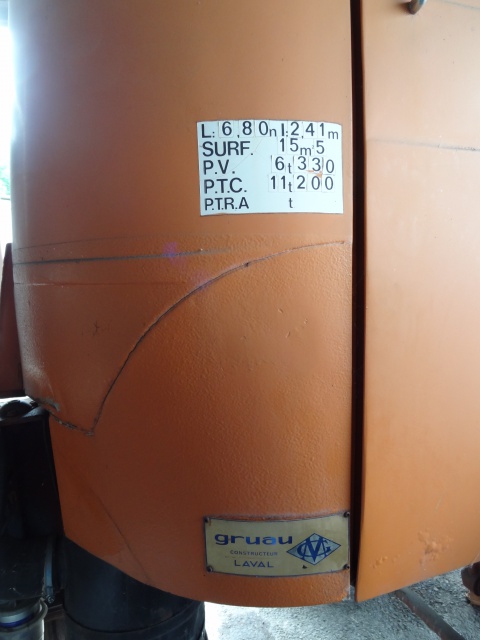 L: 6,80m l: 2,41m
SURF. 15m5
P.V. 6t330
P.T.C. 11t200
P.T.R.A t
gruau
CONSTRUCTEUR
LAVAL